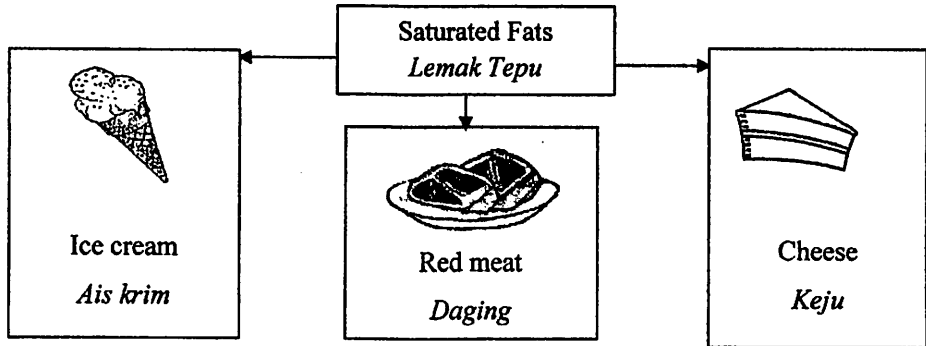 Saturated Fats
Lemak Tepu
Ice cream
Ais krim
Red meat
Daging
Cheese
Keju